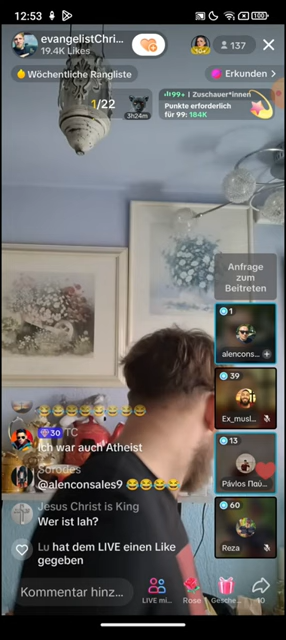 12:53
100
evangelistChri...
19.4K Likes
137
Wöchentliche Rangliste
Erkunden >
1/22
3h24m
99+ I Zuschauer*innen
Punkte erforderlich
für 99: 184K
Anfrage
zum
Beitreten
1
alencons...
39
Ex_musl...
13
Pávlos Παύ...
60
Reza
30 TC
Ich war auch Atheist
@alenconsales9 😂😂😂😂
Jesus Christ is King
Wer ist lah?
Lu hat dem LIVE einen Like
gegeben
Kommentar hinz...
LIVE mi...
Rose
Gesche...
10